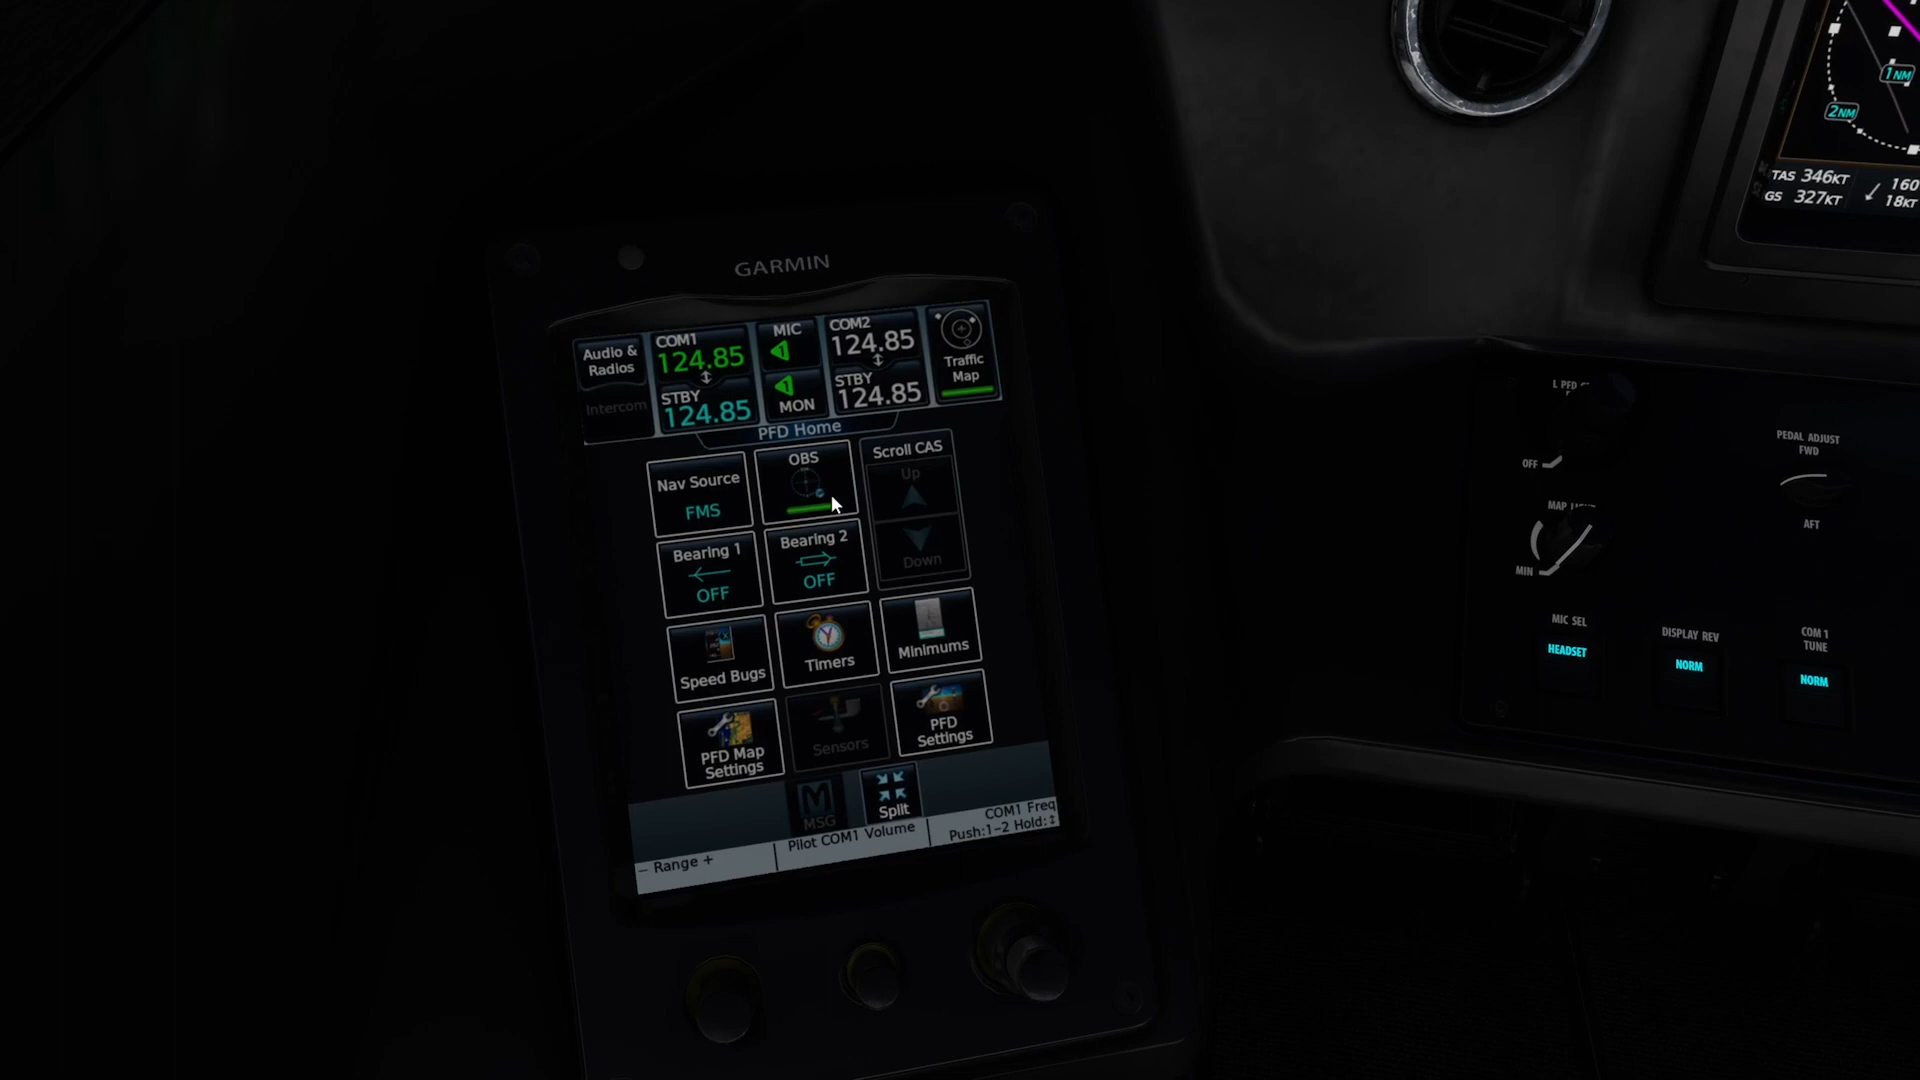 GARMIN
Audio &
Radios
Intercom
COM1
124.85
STBY
124.85
MIC
1
1
MON
COM2
124.85
STBY
124.85
Traffic
Map
PFD Home
Nav Source
FMS
OBS
Scroll CAS
Up
Down
Bearing 1
OFF
Bearing 2
OFF
Speed Bugs
Timers
Minimums
PFD Map
Settings
Sensors
PFD
Settings
MSG
Split
− Range +
Pilot COM1 Volume
COM1 Freq
Push:1–2 Hold:↕
1NM
2NM
TAS 346KT
GS 327KT
160
18KT
L PFD
OFF
PEDAL ADJUST
FWD
AFT
MAP
MIN
MIC SEL
HEADSET
DISPLAY REV
NORM
COM 1
TUNE
NORM